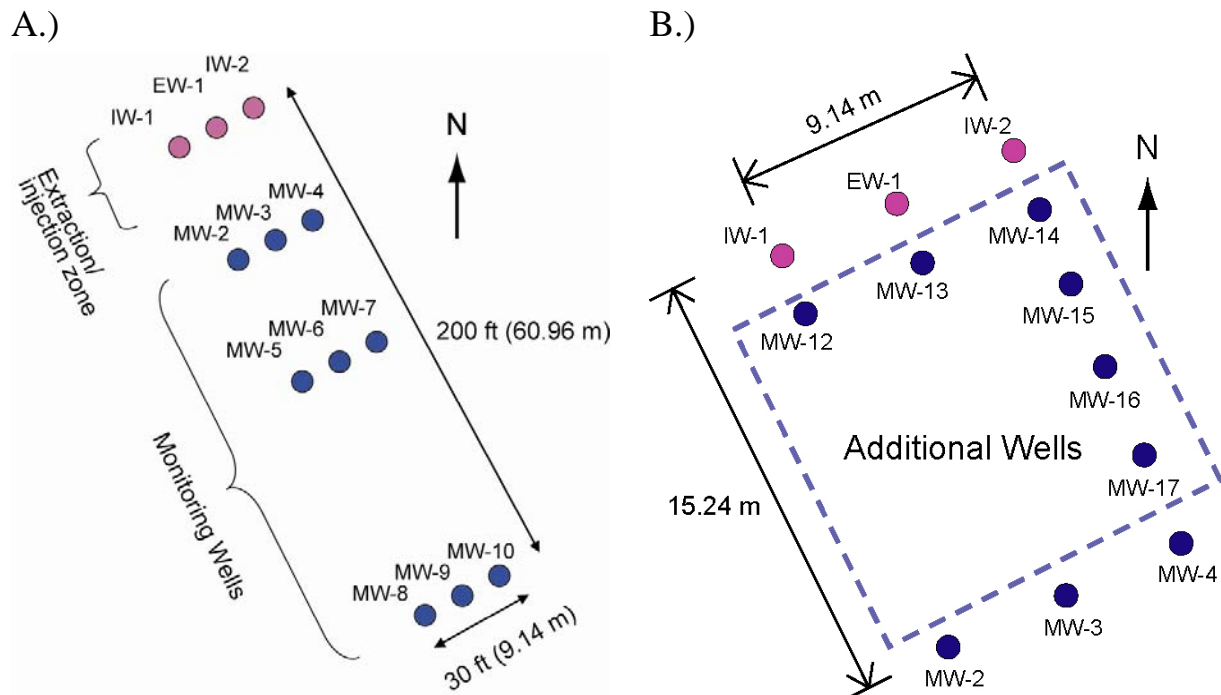 A.)
IW-2
EW-1
IW-1
N
Extraction/
injection zone
MW-4
MW-3
MW-2
MW-7
MW-6
MW-5
200 ft (60.96 m)
Monitoring Wells
MW-10
MW-9
MW-8
30 ft (9.14 m)
B.)
9.14 m
IW-2
N
EW-1
IW-1
MW-14
MW-13
MW-15
MW-12
MW-16
Additional Wells
MW-17
15.24 m
MW-4
MW-3
MW-2